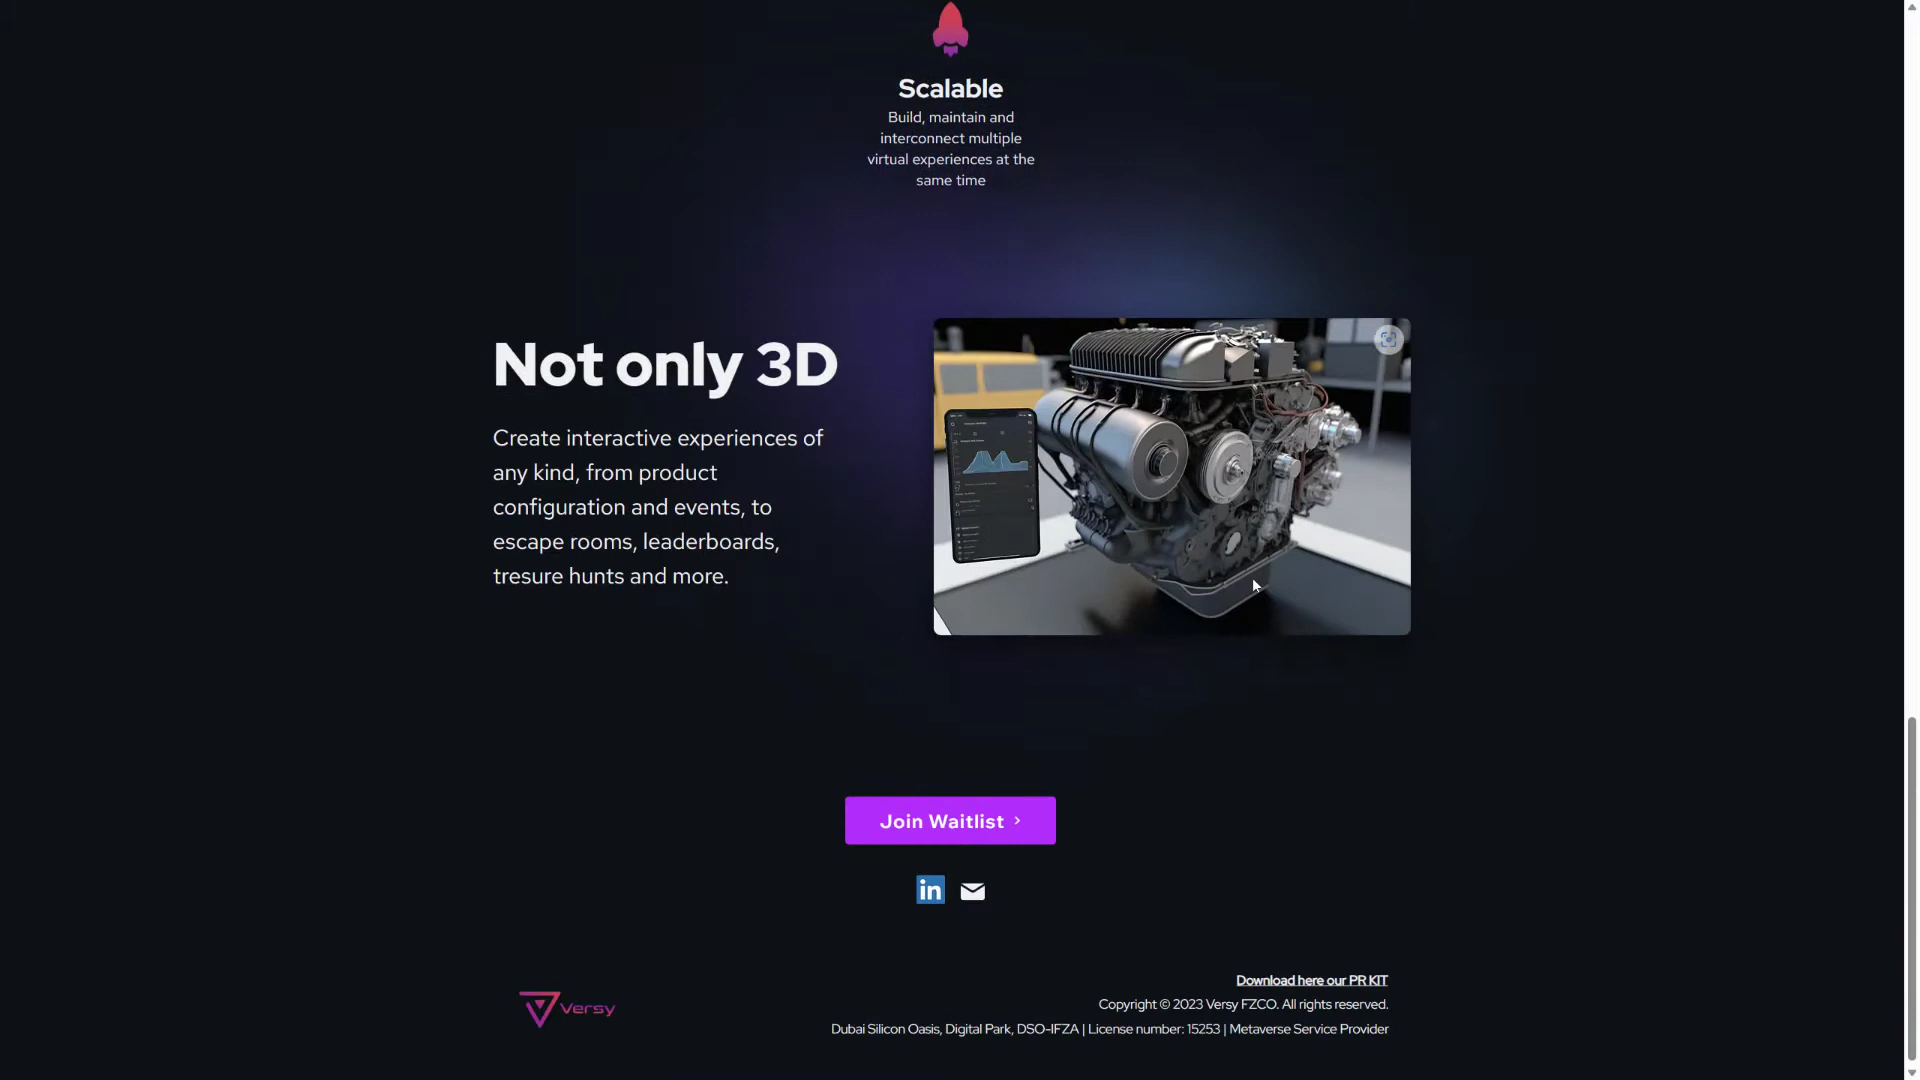 Scalable
Build, maintain and
interconnect multiple
virtual experiences at the
same time
Not only 3D
Create interactive experiences of
any kind, from product
configuration and events, to
escape rooms, leaderboards,
tresure hunts and more.
Join Waitlist >
in
Versy
Download here our PR KIT
Copyright © 2023 Versy FZCO. All rights reserved.
Dubai Silicon Oasis, Digital Park, DSO-IFZA | License number: 15253 | Metaverse Service Provider